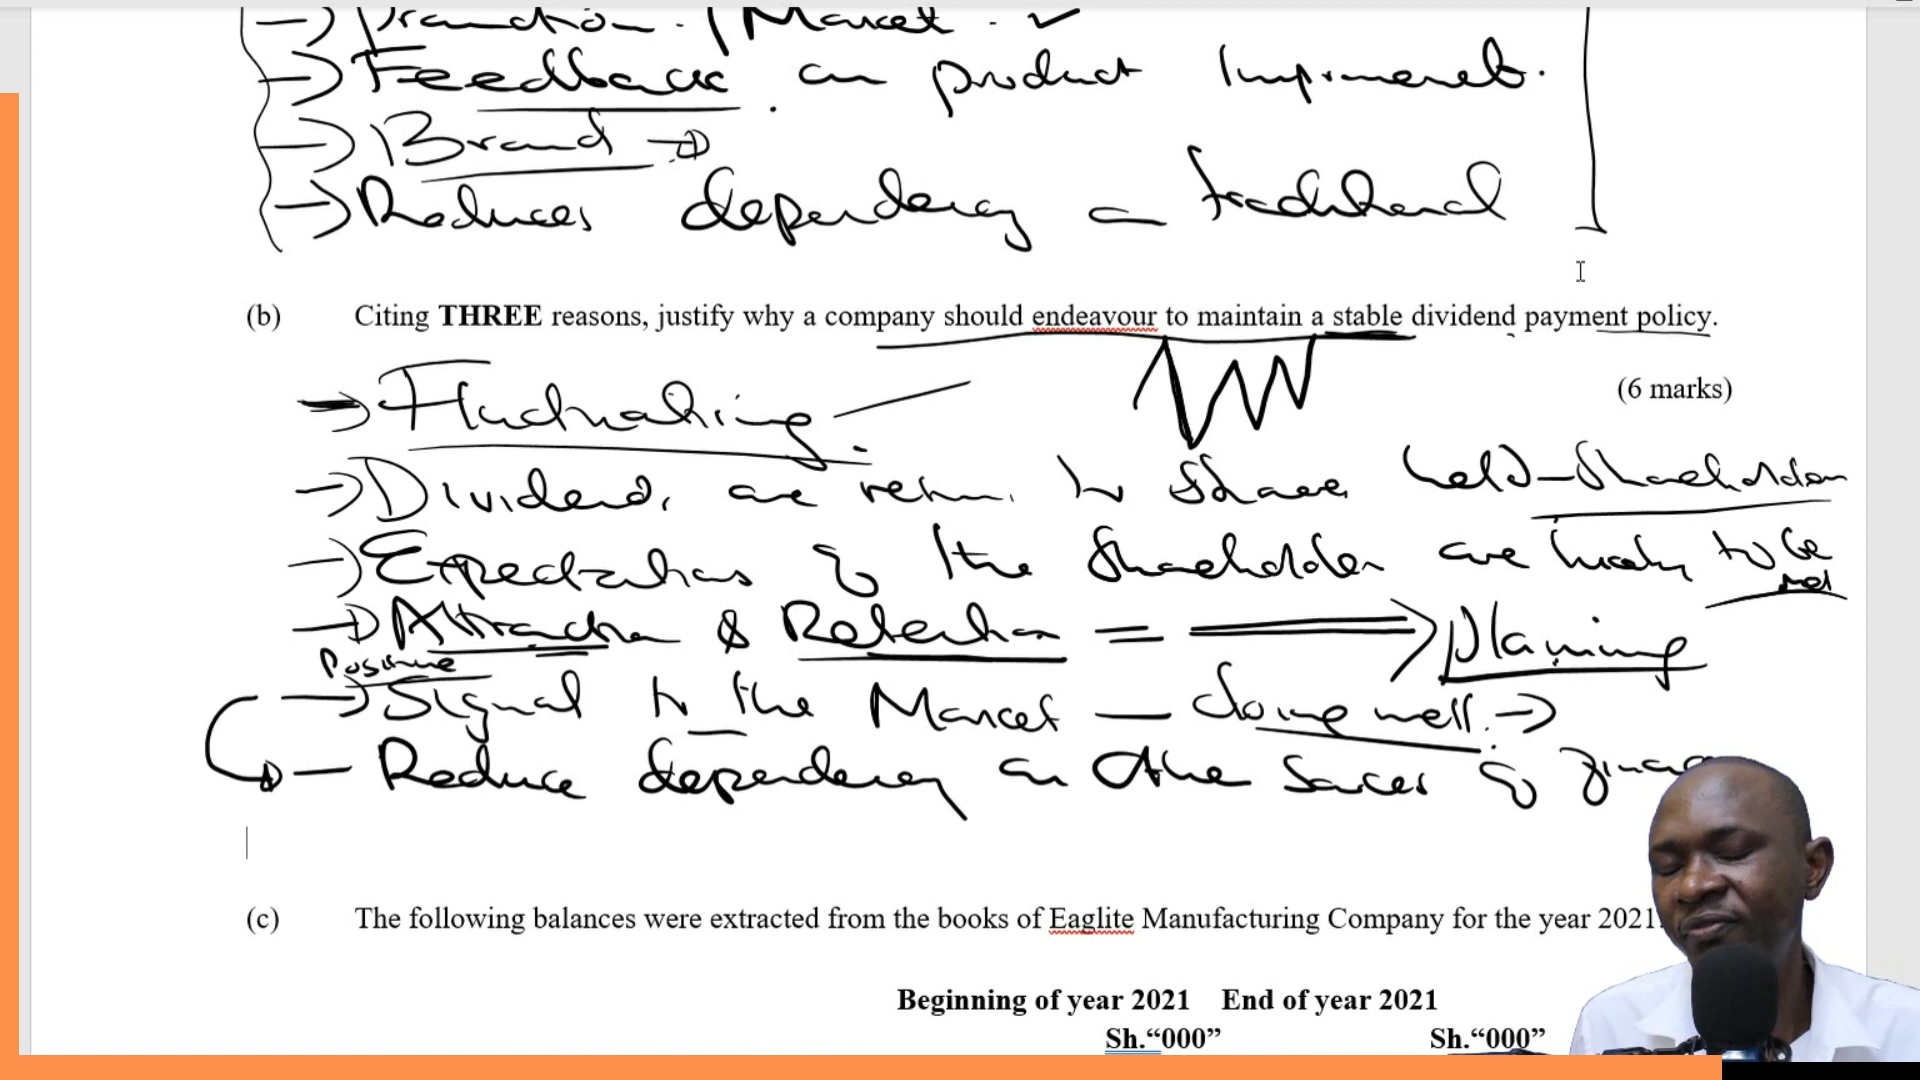 → Promotion. / Market. ✓
→ Feedback on product Improvement.
→ Brand →
→ Reduces dependency on traditional
(b) Citing THREE reasons, justify why a company should endeavour to maintain a stable dividend payment policy.
(6 marks)
→ Fluctuating
→ Dividend, are return to Share held – Shareholders
→ Expectations of the Shareholder are likely to be met
→ Attraction & Retention = ⟹ planning
Positive
→ Signal to the Market – doing well. →
– Reduce dependency on other Sources of
(c) The following balances were extracted from the books of Eaglite Manufacturing Company for the year 2021
Beginning of year 2021 End of year 2021
Sh.“000” Sh.“000”